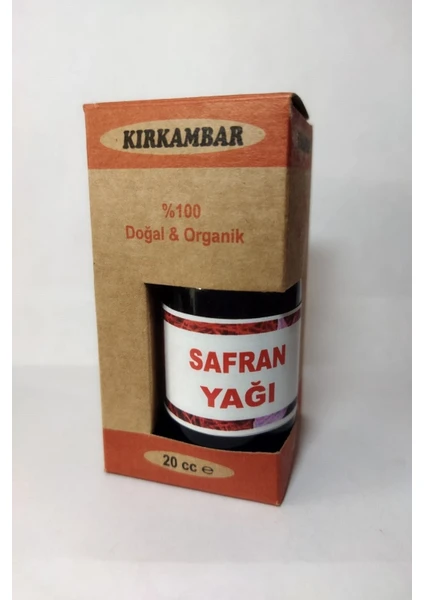 KIRKAMBAR
%100
Doğal & Organik
SAFRAN
YAĞI
20 cc ℮